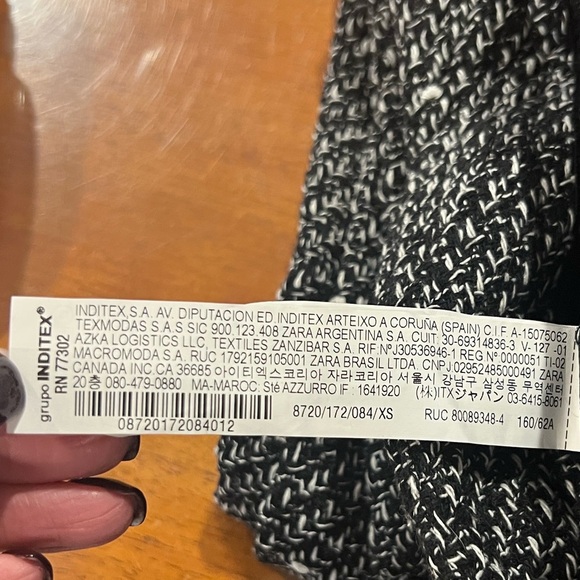 grupo INDITEX®
RN 77302
INDITEX,S.A. AV. DIPUTACION ED.INDITEX ARTEIXO A CORUÑA (SPAIN) C.I.F. A-15075062
TEXMODAS S.A.S SIC 900.123.408 ZARA ARGENTINA S.A. CUIT: 30-69314836-3 V-127 -01
AZKA LOGISTICS LLC, TEXTILES ZANZIBAR S.A. RIF.Nº J30536946-1 REG Nº 0000051 TI-02
MACROMODA S.A. RUC 1792159105001 ZARA BRASIL LTDA, CNPJ.02952485000491 ZARA
CANADA INC.CA 36685 아이티엑스코리아 자라코리아 서울시 강남구 삼성동 무역센터
20층 080-479-0880 MA-MAROC: Sté AZZURRO IF : 1641920 (株)ITXジャパン 03-6415-8061
08720172084012
8720/172/084/XS
RUC 80089348-4
160/62A